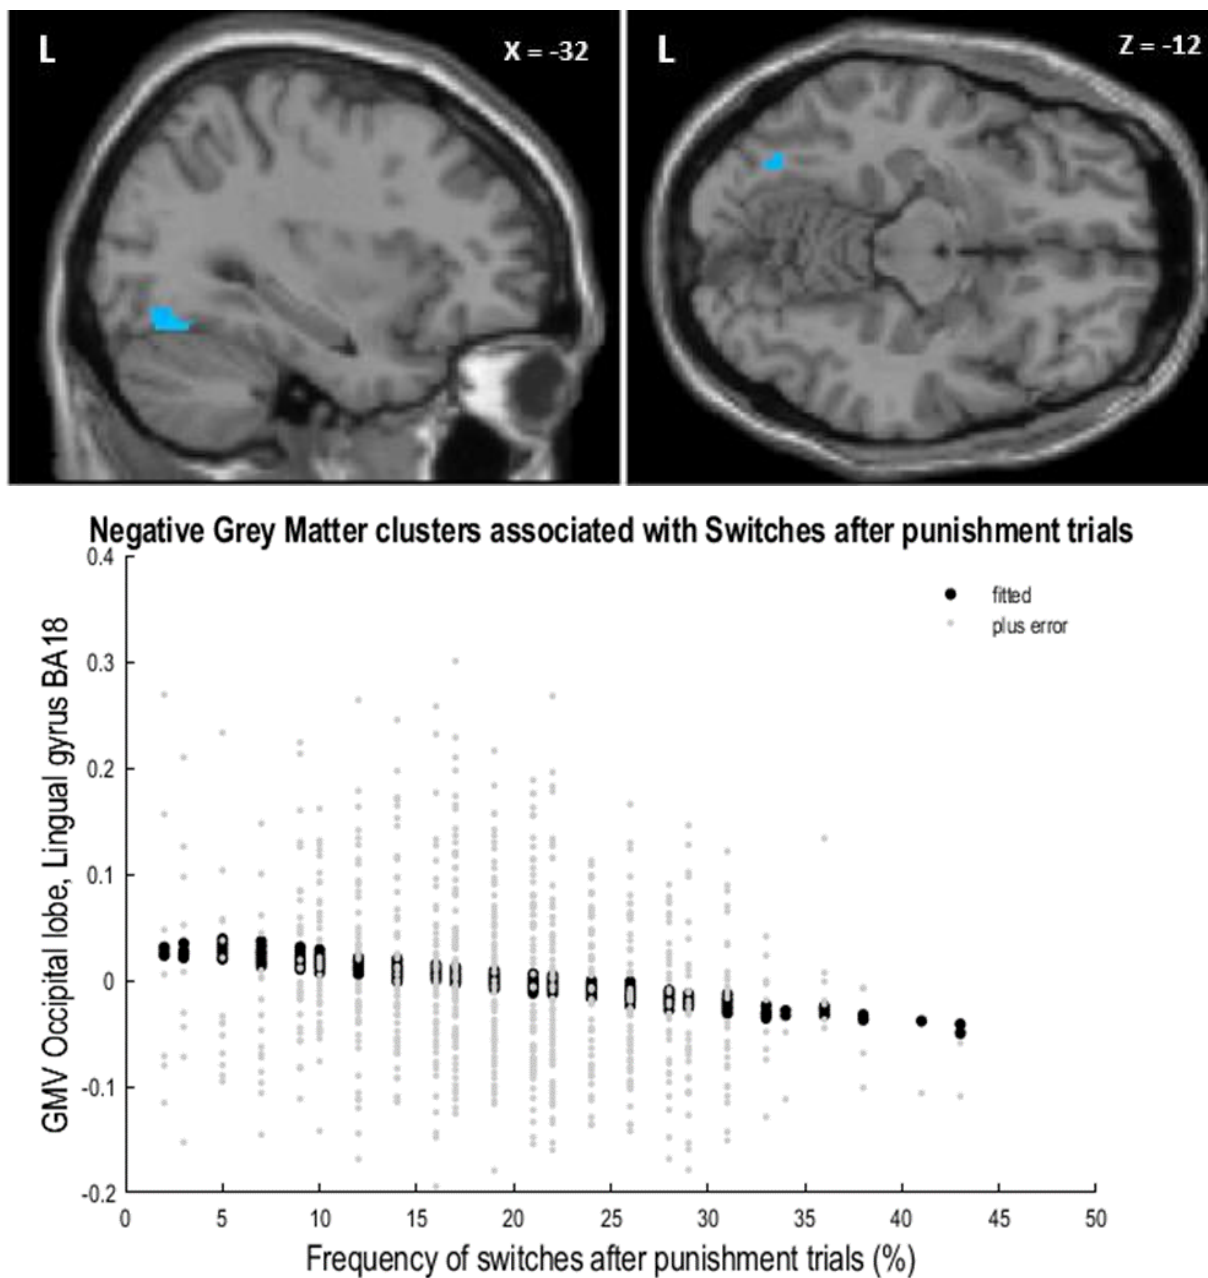 L
X = -32
L
Z = -12
Negative Grey Matter clusters associated with Switches after punishment trials
GMV Occipital lobe, Lingual gyrus BA18
0.4
0.3
0.2
0.1
0
-0.1
-0.2
fitted
plus error
0 5 10 15 20 25 30 35 40 45 50
Frequency of switches after punishment trials (%)